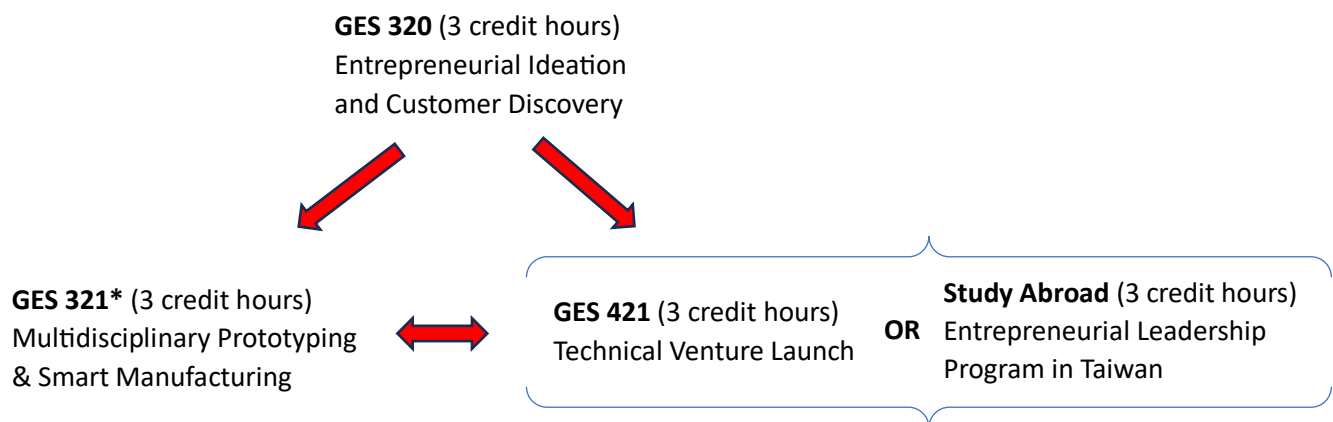 GES 320 (3 credit hours)
Entrepreneurial Ideation
and Customer Discovery
GES 321* (3 credit hours)
Multidisciplinary Prototyping
& Smart Manufacturing
GES 421 (3 credit hours)
Technical Venture Launch
OR
Study Abroad (3 credit hours)
Entrepreneurial Leadership
Program in Taiwan